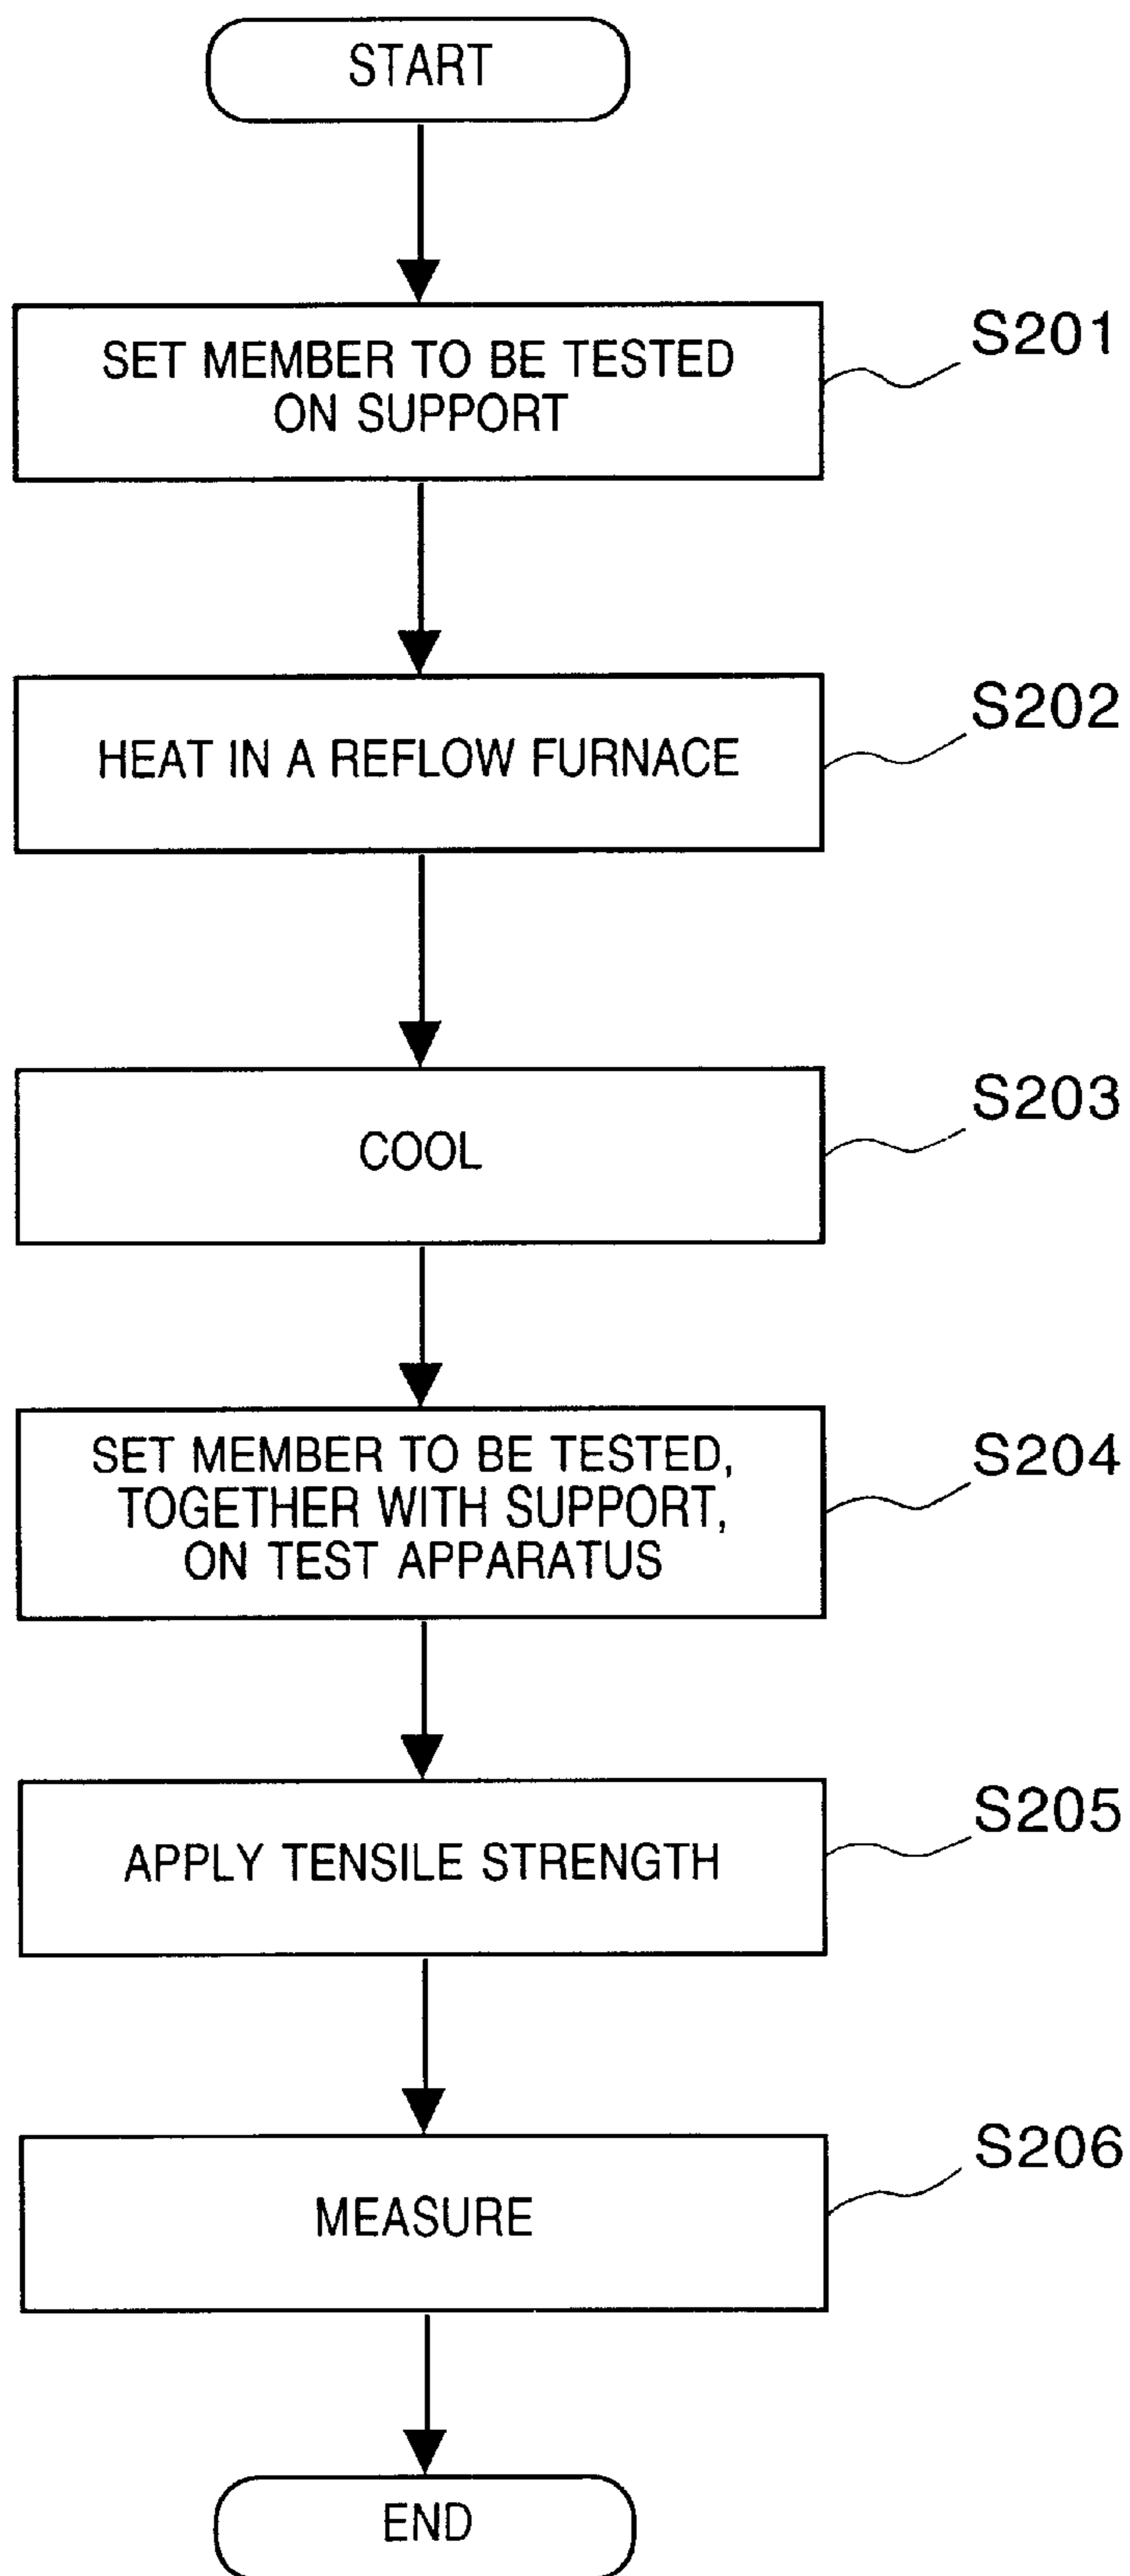 START
SET MEMBER TO BE TESTED
ON SUPPORT
S201
HEAT IN A REFLOW FURNACE
S202
COOL
S203
SET MEMBER TO BE TESTED,
TOGETHER WITH SUPPORT,
ON TEST APPARATUS
S204
APPLY TENSILE STRENGTH
S205
MEASURE
S206
END